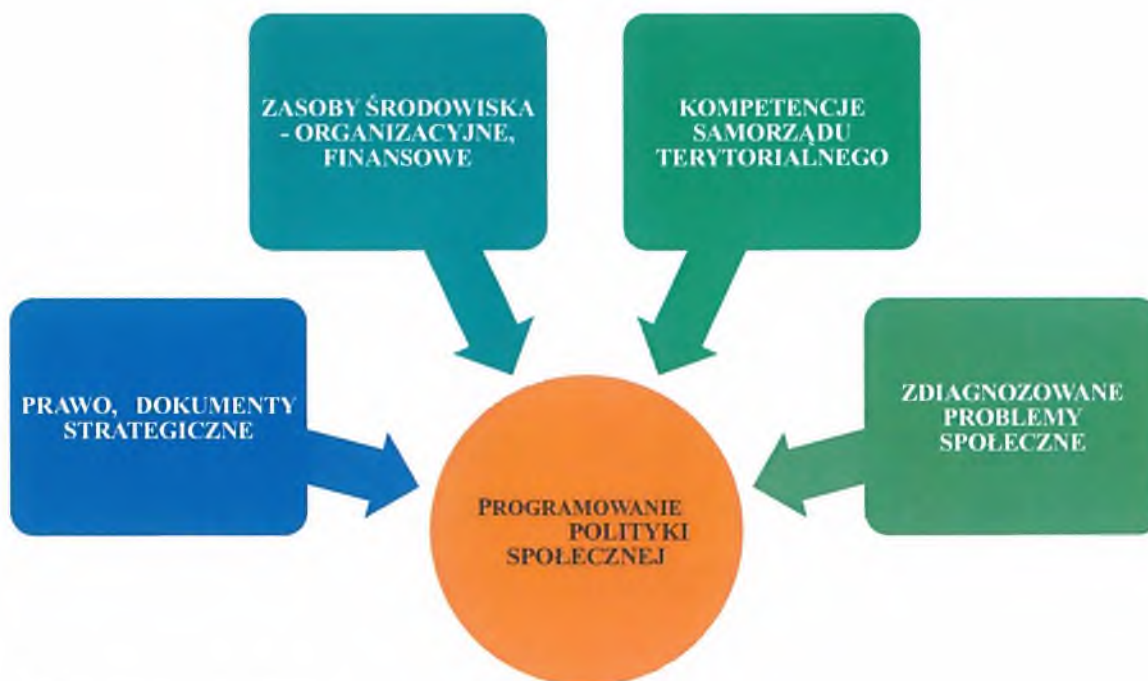 ZASOBY ŚRODOWISKA
- ORGANIZACYJNE,
FINANSOWE
KOMPETENCJE
SAMORZĄDU
TERYTORIALNEGO
PRAWO, DOKUMENTY
STRATEGICZNE
ZDIAGNOZOWANE
PROBLEMY
SPOŁECZNE
PROGRAMOWANIE
POLITYKI
SPOŁECZNEJ